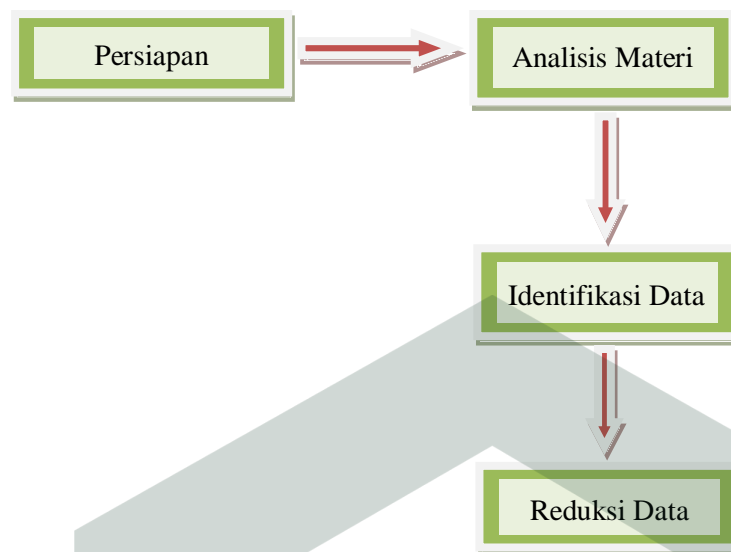 Persiapan
Analisis Materi
Identifikasi Data
Reduksi Data